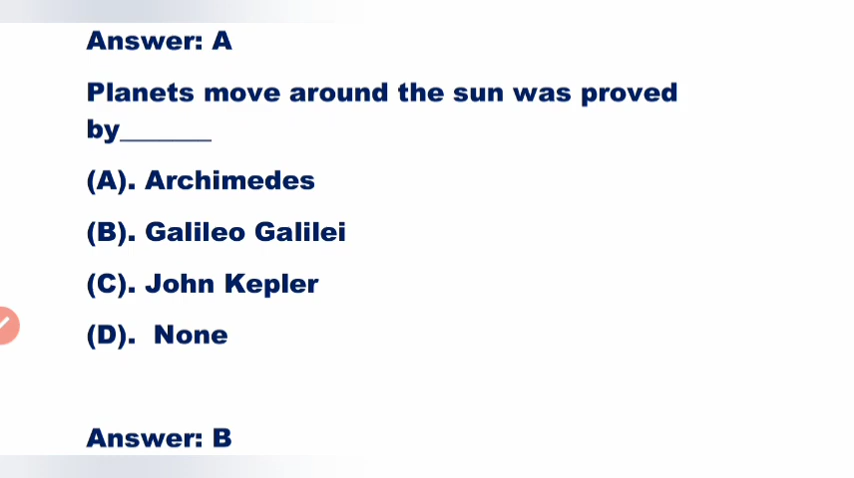 Answer: A
Planets move around the sun was proved
by_______
(A). Archimedes
(B). Galileo Galilei
(C). John Kepler
(D).  None
Answer: B